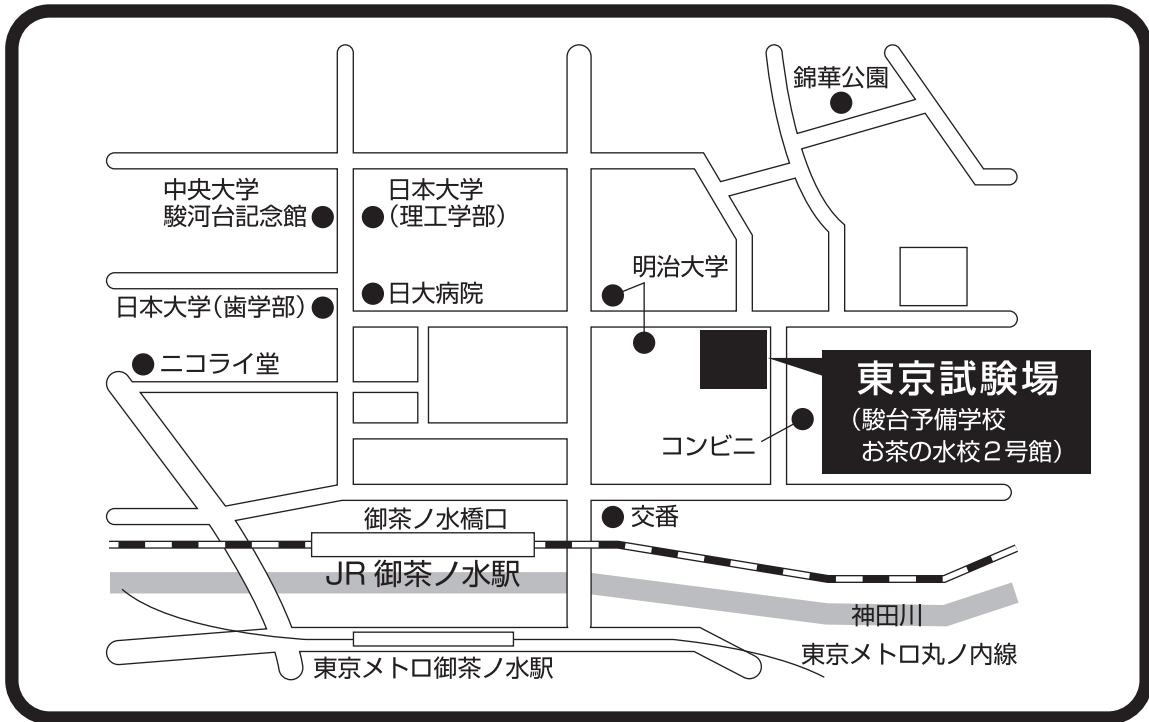 錦華公園
中央大学
駿河台記念館
日本大学
(理工学部)
明治大学
日大病院
日本大学(歯学部)
ニコライ堂
東京試験場
(駿台予備学校
お茶の水校2号館)
コンビニ
御茶ノ水橋口
交番
JR 御茶ノ水駅
神田川
東京メトロ丸ノ内線
東京メトロ御茶ノ水駅